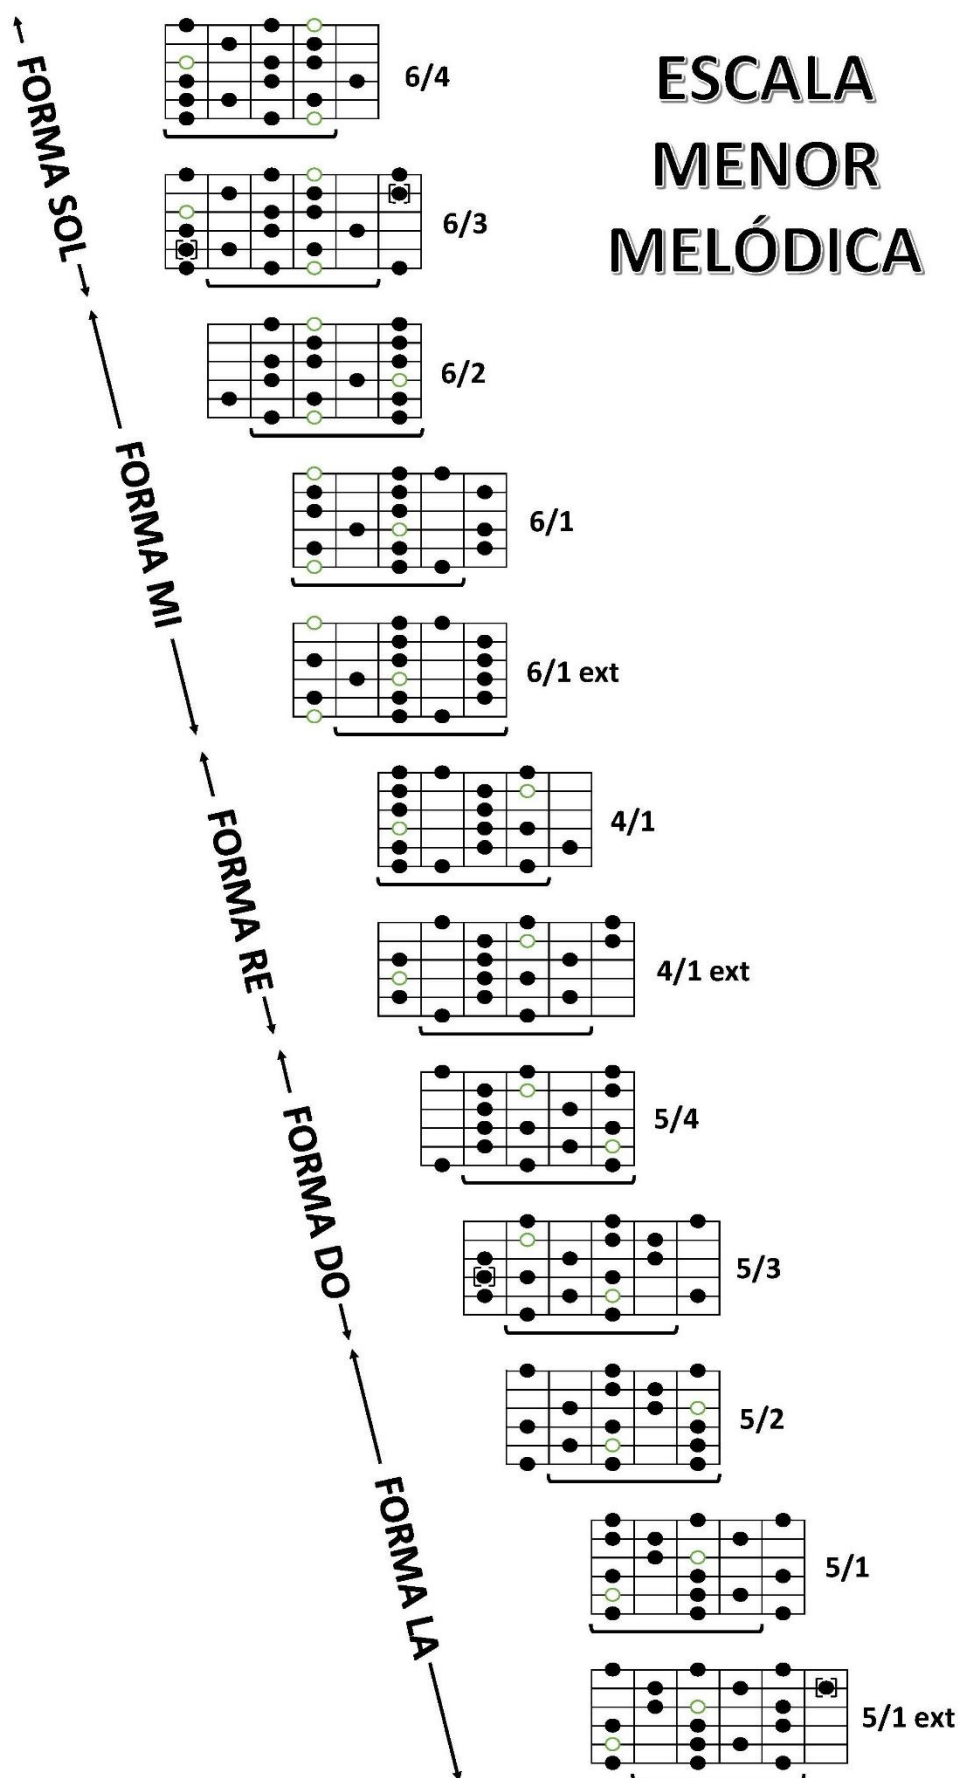 ESCALA
MENOR
MELÓDICA
FORMA SOL
6/4
6/3
FORMA MI
6/2
6/1
6/1 ext
FORMA RE
4/1
4/1 ext
FORMA DO
5/4
5/3
FORMA LA
5/2
5/1
5/1 ext